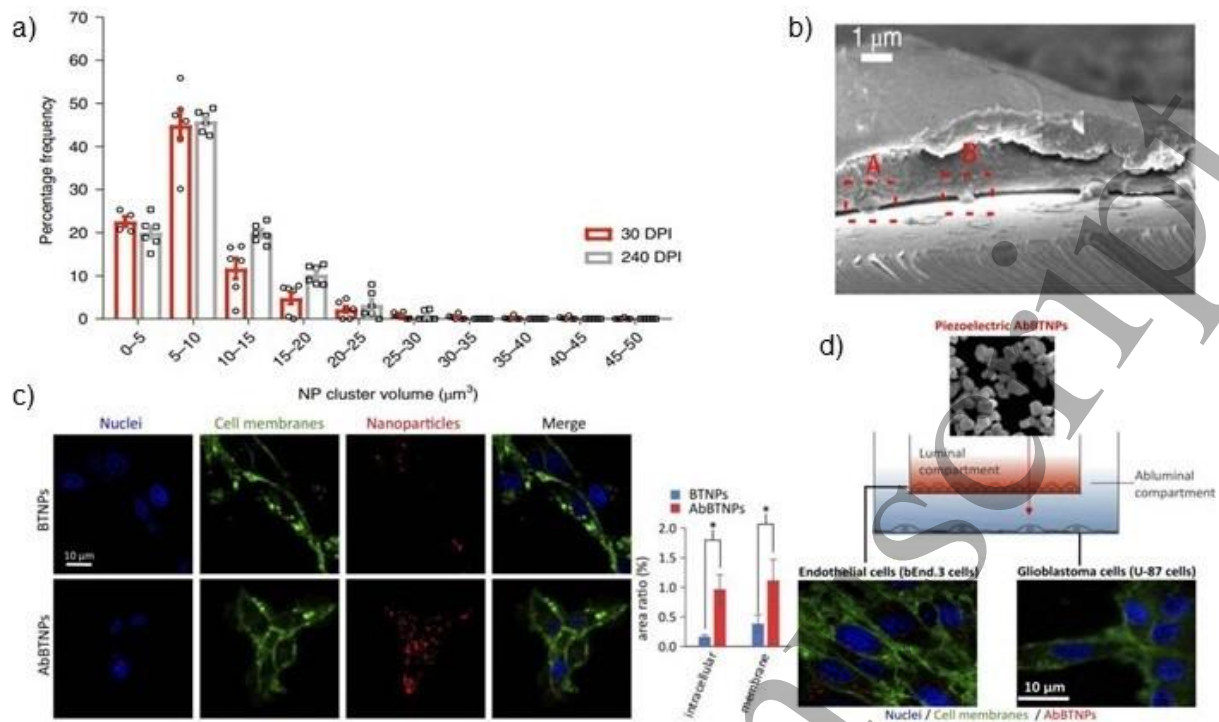 a)
70
60
50
40
30
20
10
0
Percentage frequency
30 DPI
240 DPI
0–5
5–10
10–15
15–20
20–25
25–30
30–35
35–40
40–45
45–50
NP cluster volume (µm³)
b)
1 µm
A
B
c)
Nuclei
Cell membranes
Nanoparticles
Merge
BTNPs
10 µm
AbBTNPs
BTNPs
AbBTNPs
*
*
2.0
1.5
1.0
0.5
0.0
area ratio (%)
intracellular
membrane
d)
Piezoelectric AbBTNPs
Luminal
compartment
Abluminal
compartment
Endothelial cells (bEnd.3 cells)
Glioblastoma cells (U-87 cells)
10 µm
Nuclei / Cell membranes / AbBTNPs
script